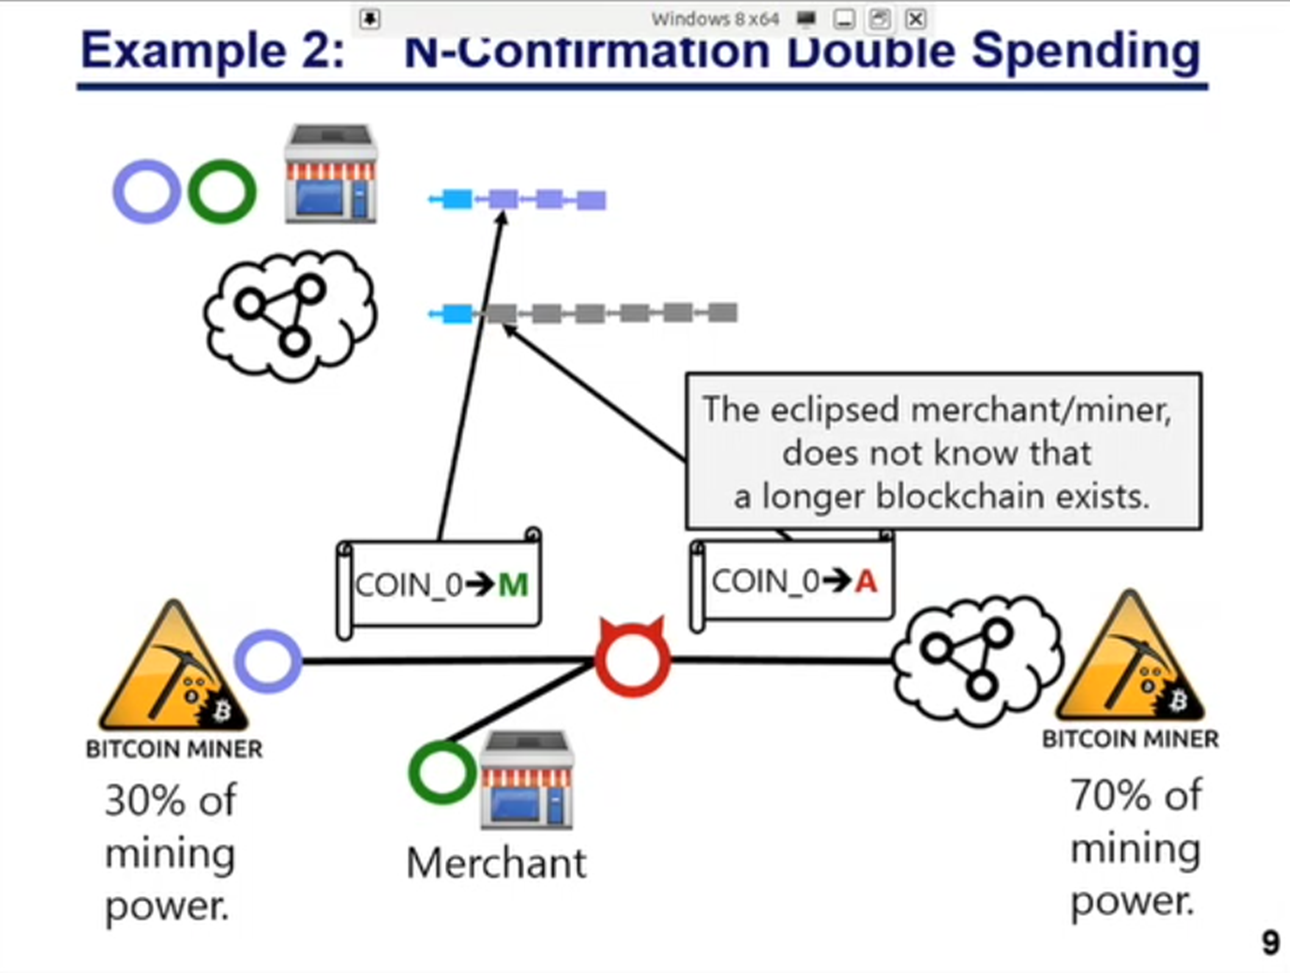 Windows 8 x64
Example 2: N-Confirmation Double Spending
The eclipsed merchant/miner,
does not know that
a longer blockchain exists.
COIN_0➔M
COIN_0➔A
BITCOIN MINER
BITCOIN MINER
30% of
mining
power.
Merchant
70% of
mining
power.
9